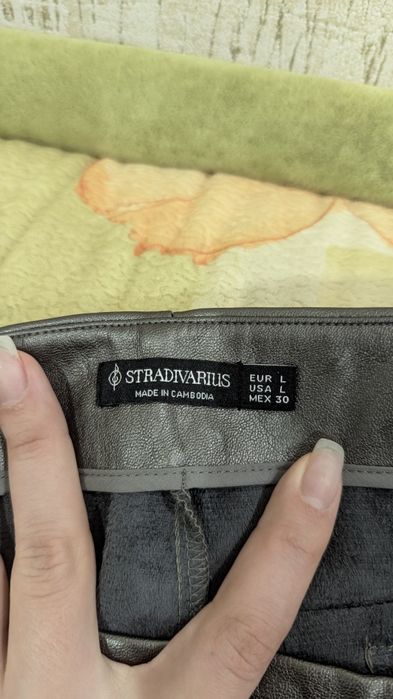 STRADIVARIUS
MADE IN CAMBODIA
EUR L
USA L
MEX 30